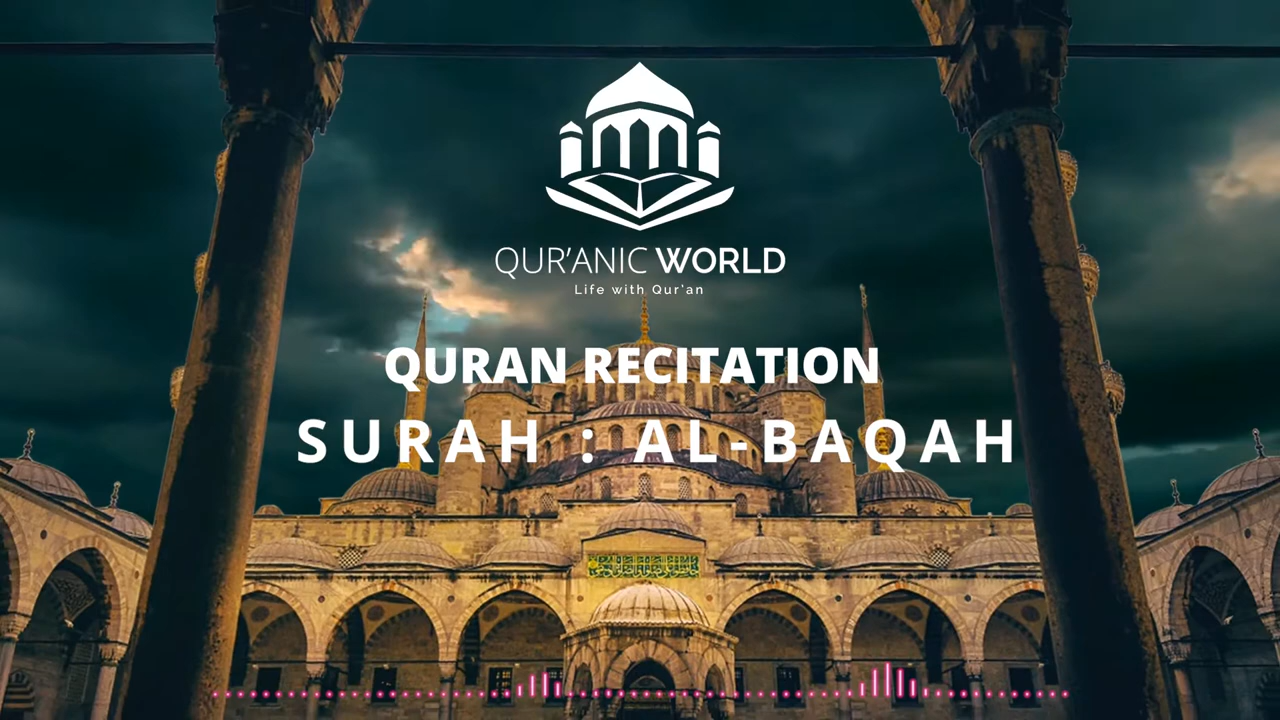 QUR'ANIC WORLD
Life with Qur'an
QURAN RECITATION
SURAH : AL-BAQAH